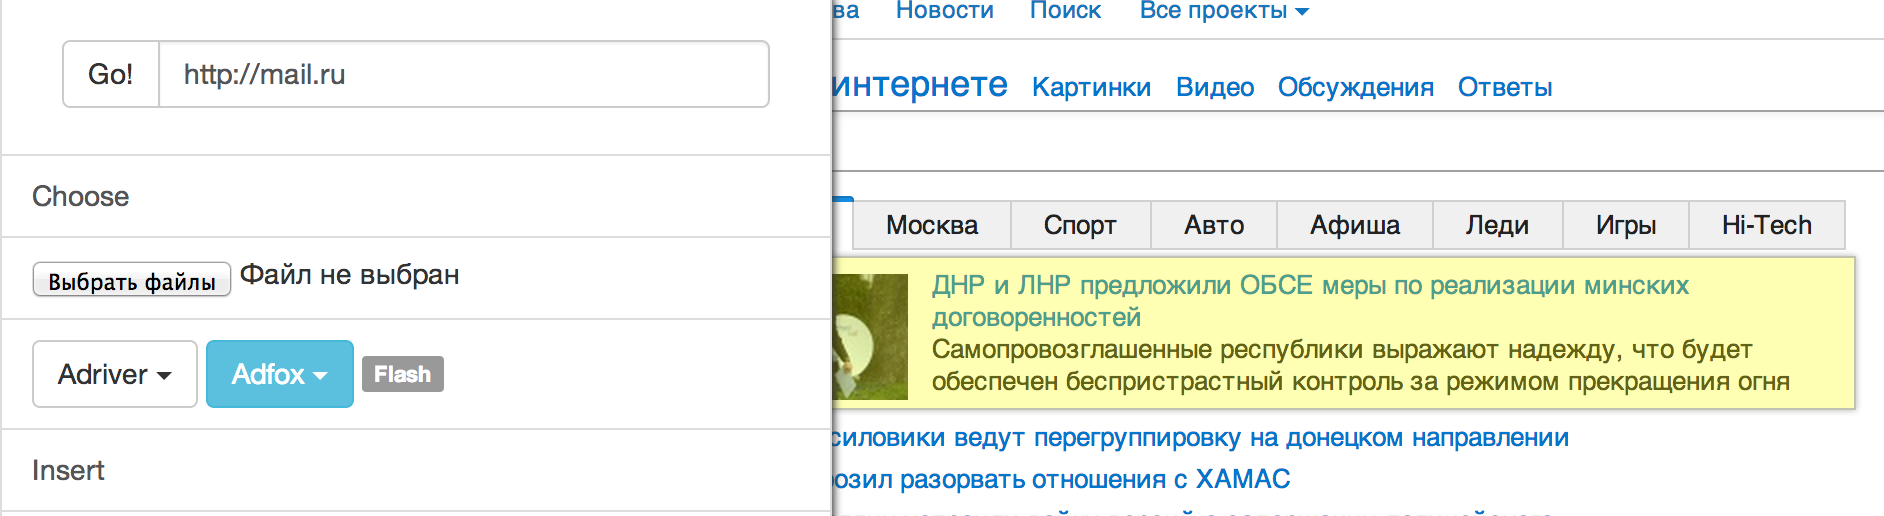 Go! http://mail.ru
Choose
Выбрать файлы Файл не выбран
Adriver Adfox Flash
Insert
Новости Поиск Все проекты
интернете Картинки Видео Обсуждения Ответы
Москва Спорт Авто Афиша Леди Игры Hi-Tech
ДНР и ЛНР предложили ОБСЕ меры по реализации минских
договоренностей
Самопровозглашенные республики выражают надежду, что будет
обеспечен беспристрастный контроль за режимом прекращения огня
силовики ведут перегруппировку на донецком направлении
разорвать отношения с ХАМАС